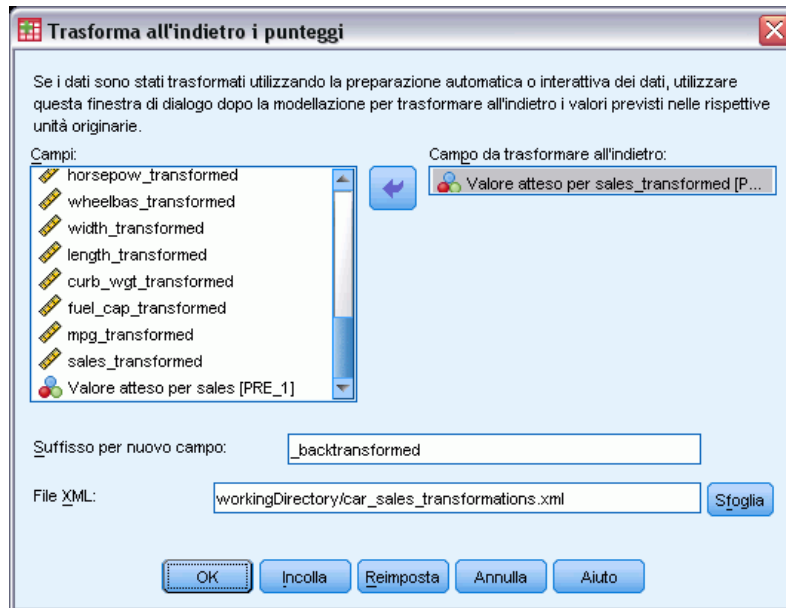 Trasforma all'indietro i punteggi
Se i dati sono stati trasformati utilizzando la preparazione automatica o interattiva dei dati, utilizzare
questa finestra di dialogo dopo la modellazione per trasformare all'indietro i valori previsti nelle rispettive
unità originarie.
Campi:
horsepow_transformed
wheelbas_transformed
width_transformed
length_transformed
curb_wgt_transformed
fuel_cap_transformed
mpg_transformed
sales_transformed
Valore atteso per sales [PRE_1]
Campo da trasformare all'indietro:
Valore atteso per sales_transformed [P...
Suffisso per nuovo campo:
_backtransformed
File XML:
workingDirectory/car_sales_transformations.xml
Sfoglia
OK
Incolla
Reimposta
Annulla
Aiuto